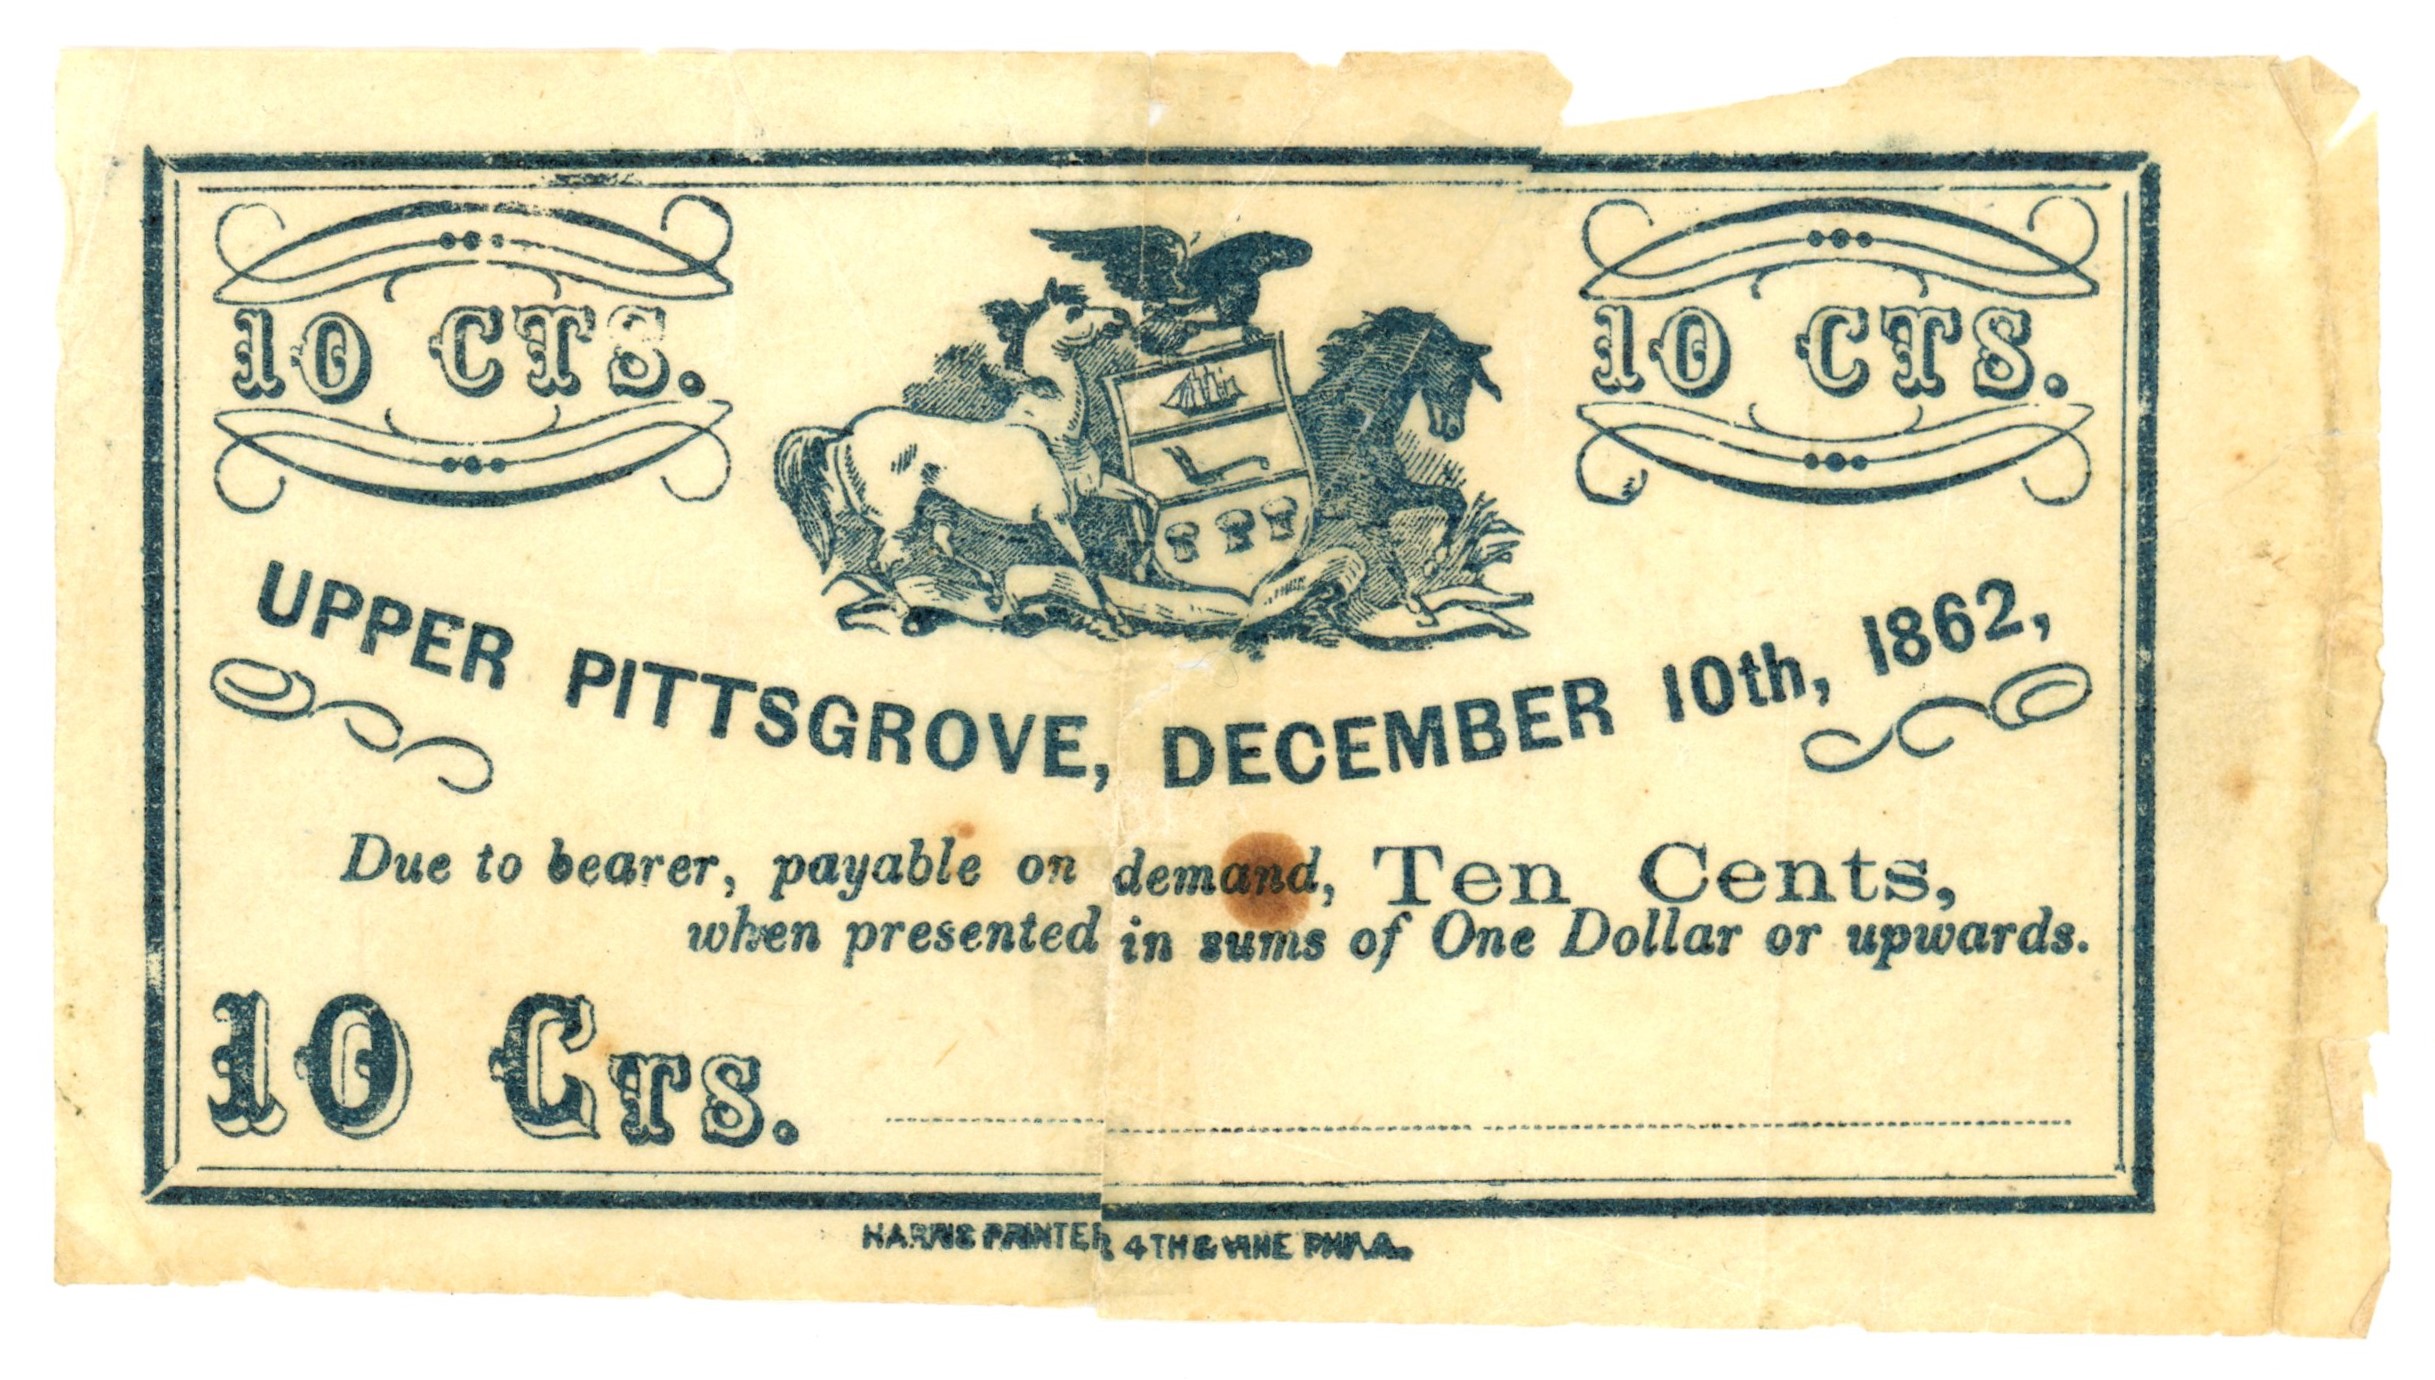 10 CTS.
10 CTS.
UPPER PITTSGROVE, DECEMBER 10th, 1862,
Due to bearer, payable on demand, Ten Cents,
when presented in sums of One Dollar or upwards.
10 CTS.
HARRIS PRINTER 4TH & VINE PHILA.